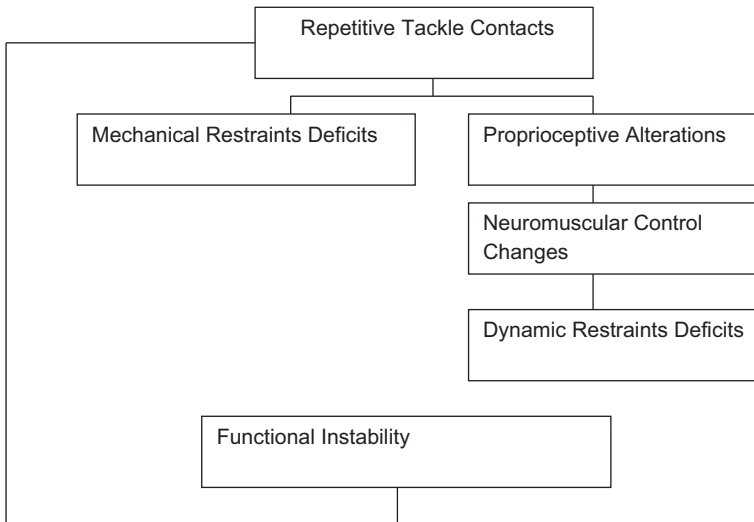 Repetitive Tackle Contacts
Mechanical Restraints Deficits
Proprioceptive Alterations
Neuromuscular Control
Changes
Dynamic Restraints Deficits
Functional Instability